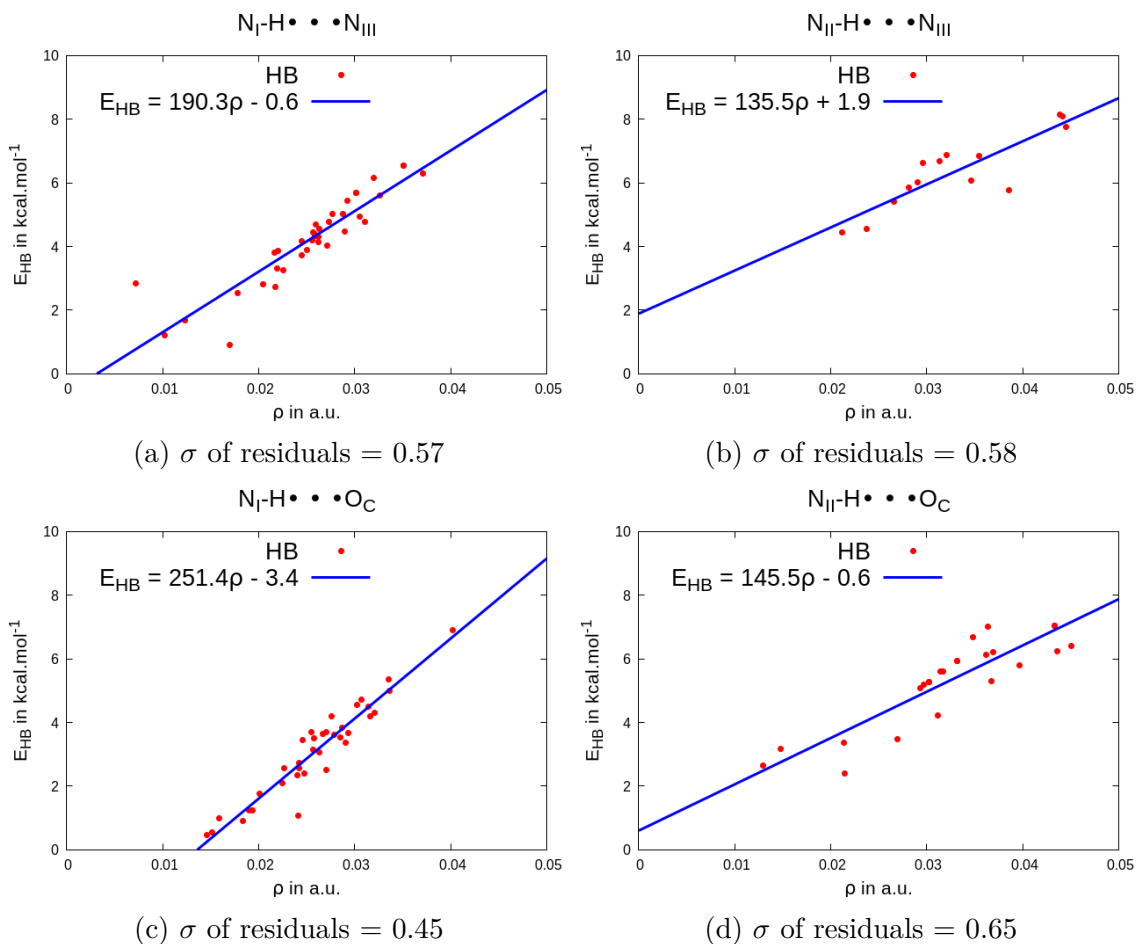 N_I-H • • • N_III
10
8
6
4
2
0
E_HB in kcal.mol^-1
HB
E_HB = 190.3ρ - 0.6
0 0.01 0.02 0.03 0.04 0.05
ρ in a.u.
(a) σ of residuals = 0.57
N_II-H • • • N_III
10
8
6
4
2
0
E_HB in kcal.mol^-1
HB
E_HB = 135.5ρ + 1.9
0 0.01 0.02 0.03 0.04 0.05
ρ in a.u.
(b) σ of residuals = 0.58
N_I-H • • • O_C
10
8
6
4
2
0
E_HB in kcal.mol^-1
HB
E_HB = 251.4ρ - 3.4
0 0.01 0.02 0.03 0.04 0.05
ρ in a.u.
(c) σ of residuals = 0.45
N_II-H • • • O_C
10
8
6
4
2
0
E_HB in kcal.mol^-1
HB
E_HB = 145.5ρ - 0.6
0 0.01 0.02 0.03 0.04 0.05
ρ in a.u.
(d) σ of residuals = 0.65